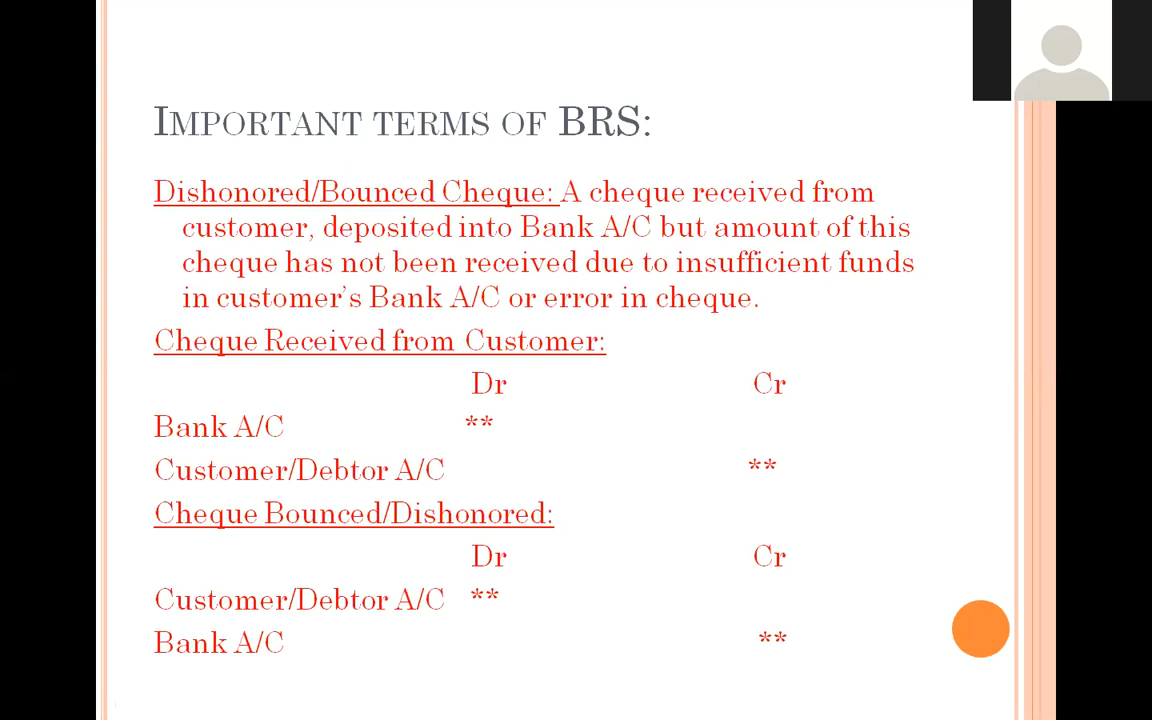 IMPORTANT TERMS OF BRS:
Dishonored/Bounced Cheque: A cheque received from
customer, deposited into Bank A/C but amount of this
cheque has not been received due to insufficient funds
in customer's Bank A/C or error in cheque.
Cheque Received from Customer:
Dr Cr
Bank A/C **
Customer/Debtor A/C **
Cheque Bounced/Dishonored:
Dr Cr
Customer/Debtor A/C **
Bank A/C **